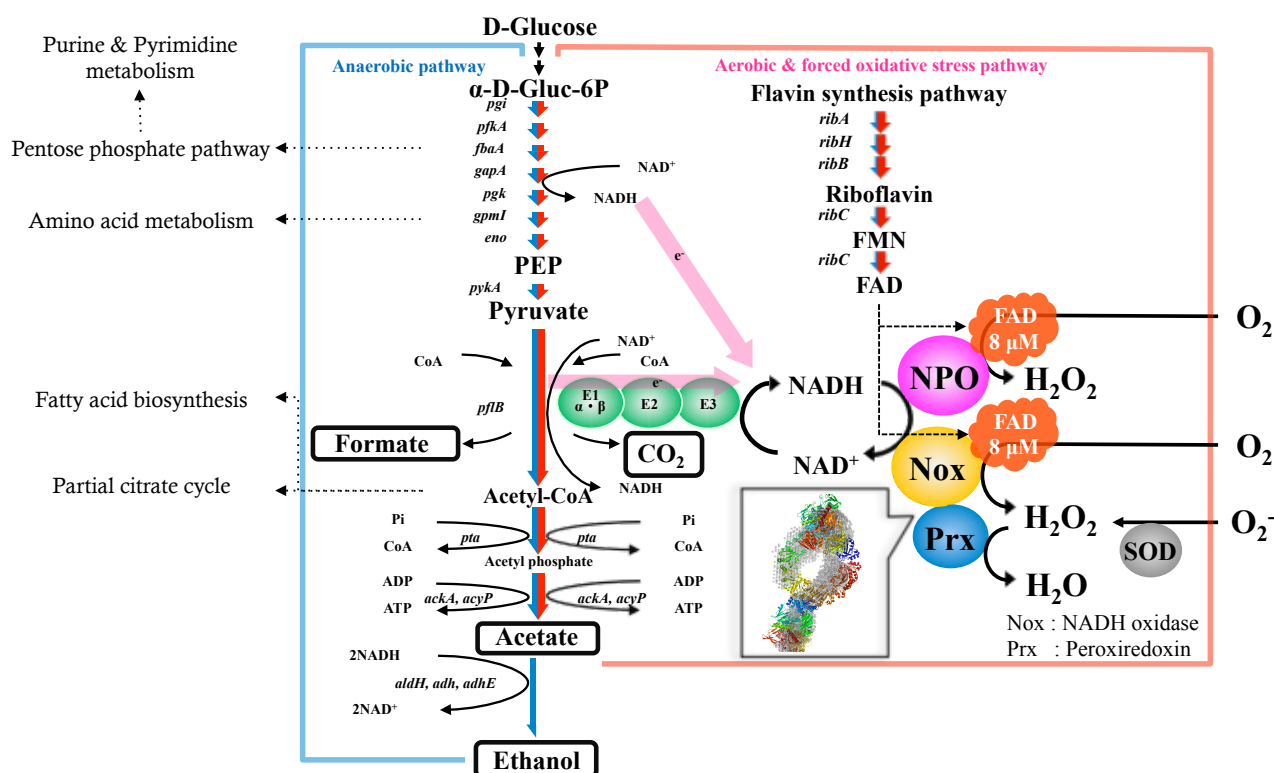 D-Glucose
Purine & Pyrimidine
metabolism
Anaerobic pathway
Aerobic & forced oxidative stress pathway
α-D-Gluc-6P
Flavin synthesis pathway
pgi
pfkA
fbaA
gapA
pgk
gpmI
eno
NAD⁺
NADH
Pentose phosphate pathway
Amino acid metabolism
ribA
ribH
ribB
Riboflavin
ribC
FMN
ribC
FAD
e⁻
PEP
pykA
Pyruvate
NAD⁺
CoA
CoA
e⁻
E1
α・β
E2
E3
pflB
Formate
CO₂
Fatty acid biosynthesis
Partial citrate cycle
NADH
NAD⁺
FAD
8 μM
O₂
NPO
H₂O₂
FAD
8 μM
O₂
Nox
H₂O₂
O₂⁻
Prx
SOD
H₂O
Acetyl-CoA
NADH
Pi
pta
CoA
Pi
pta
CoA
Acetyl phosphate
ADP
ackA, acyP
ATP
ADP
ackA, acyP
ATP
Acetate
Nox : NADH oxidase
Prx : Peroxiredoxin
2NADH
aldH, adh, adhE
2NAD⁺
Ethanol